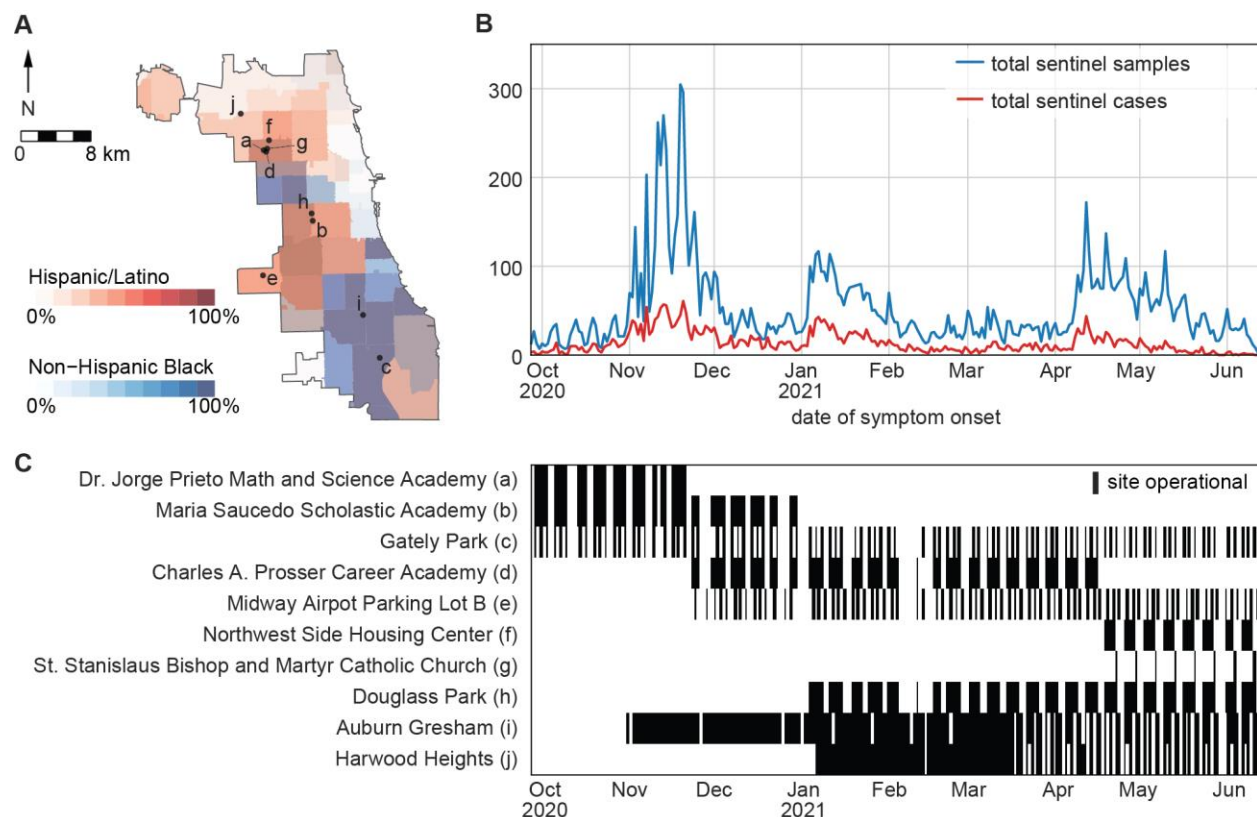 A
N
0 8 km
j
f
a
g
d
h
b
e
i
c
Hispanic/Latino
0% 100%
Non-Hispanic Black
0% 100%
B
total sentinel samples
total sentinel cases
300
200
100
0
Oct Nov Dec Jan Feb Mar Apr May Jun
2020 2021
date of symptom onset
C
site operational
Dr. Jorge Prieto Math and Science Academy (a)
Maria Saucedo Scholastic Academy (b)
Gately Park (c)
Charles A. Prosser Career Academy (d)
Midway Airpot Parking Lot B (e)
Northwest Side Housing Center (f)
St. Stanislaus Bishop and Martyr Catholic Church (g)
Douglass Park (h)
Auburn Gresham (i)
Harwood Heights (j)
Oct Nov Dec Jan Feb Mar Apr May Jun
2020 2021